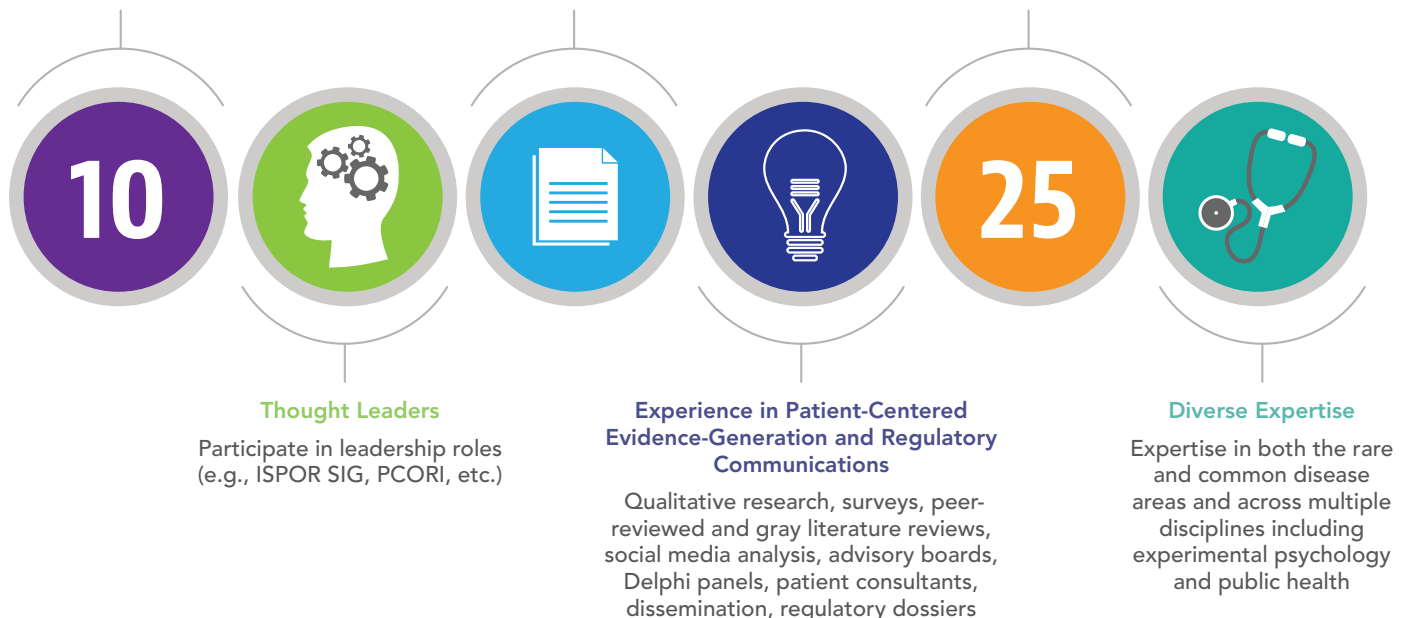 10
25
Thought Leaders
Participate in leadership roles
(e.g., ISPOR SIG, PCORI, etc.)
Experience in Patient-Centered
Evidence-Generation and Regulatory
Communications
Qualitative research, surveys, peer-
reviewed and gray literature reviews,
social media analysis, advisory boards,
Delphi panels, patient consultants,
dissemination, regulatory dossiers
Diverse Expertise
Expertise in both the rare
and common disease
areas and across multiple
disciplines including
experimental psychology
and public health